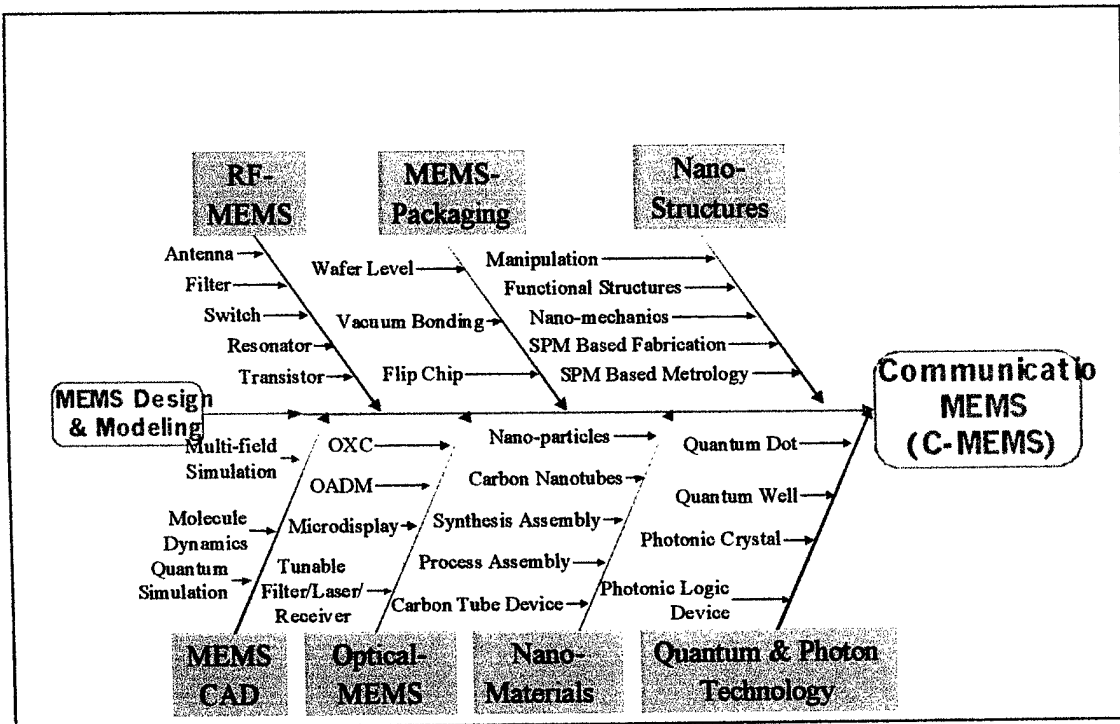 RF-
MEMS
MEMS-
Packaging
Nano-
Structures
Antenna
Filter
Switch
Resonator
Transistor
Wafer Level
Vacuum Bonding
Flip Chip
Manipulation
Functional Structures
Nano-mechanics
SPM Based Fabrication
SPM Based Metrology
MEMS Design
& Modeling
Communicatio
MEMS
(C-MEMS)
Multi-field
Simulation
Molecule
Dynamics
Quantum
Simulation
OXC
OADM
Microdisplay
Tunable
Filter/Laser/
Receiver
Nano-particles
Carbon Nanotubes
Synthesis Assembly
Process Assembly
Carbon Tube Device
Quantum Dot
Quantum Well
Photonic Crystal
Photonic Logic
Device
MEMS
CAD
Optical-
MEMS
Nano-
Materials
Quantum & Photon
Technology